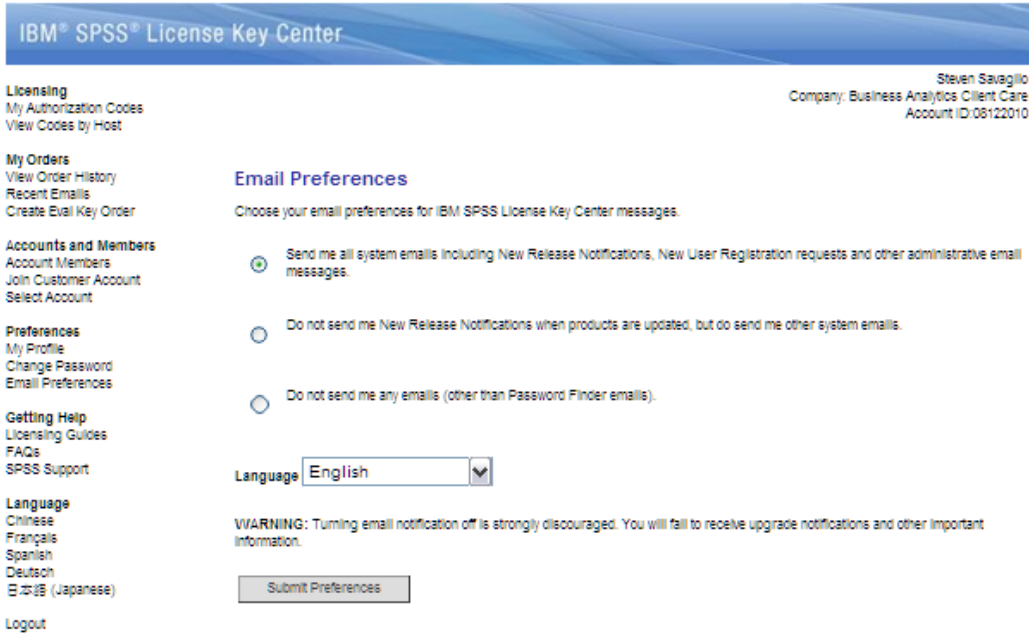 IBM® SPSS® License Key Center
Steven Savaglio
Company: Business Analytics Client Care
Account ID:08122010
Licensing
My Authorization Codes
View Codes by Host
My Orders
View Order History
Recent Emails
Create Eval Key Order
Accounts and Members
Account Members
Join Customer Account
Select Account
Preferences
My Profile
Change Password
Email Preferences
Getting Help
Licensing Guides
FAQs
SPSS Support
Language
Chinese
Français
Spanish
Deutsch
日本語 (Japanese)
Logout
Email Preferences
Choose your email preferences for IBM SPSS License Key Center messages.
Send me all system emails including New Release Notifications, New User Registration requests and other administrative email
messages.
Do not send me New Release Notifications when products are updated, but do send me other system emails.
Do not send me any emails (other than Password Finder emails).
Language English
WARNING: Turning email notification off is strongly discouraged. You will fail to receive upgrade notifications and other important
information.
Submit Preferences